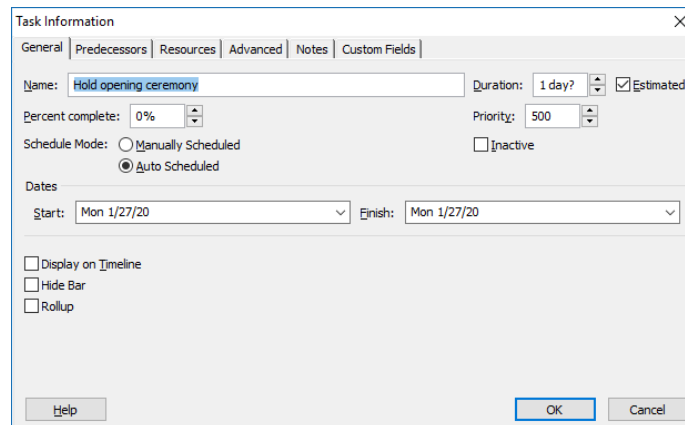 Task Information
General Predecessors Resources Advanced Notes Custom Fields
Name: Hold opening ceremony Duration: 1 day? Estimated
Percent complete: 0% Priority: 500
Schedule Mode: Manually Scheduled Inactive
Auto Scheduled
Dates
Start: Mon 1/27/20 Finish: Mon 1/27/20
Display on Timeline
Hide Bar
Rollup
Help OK Cancel